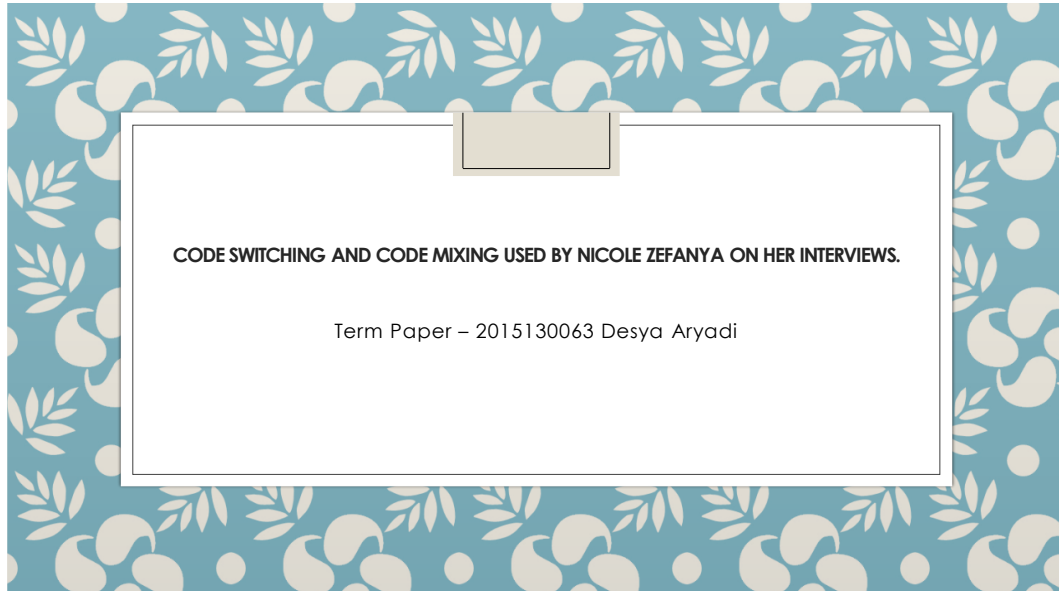 CODE SWITCHING AND CODE MIXING USED BY NICOLE ZEFANYA ON HER INTERVIEWS.
Term Paper – 2015130063 Desya Aryadi